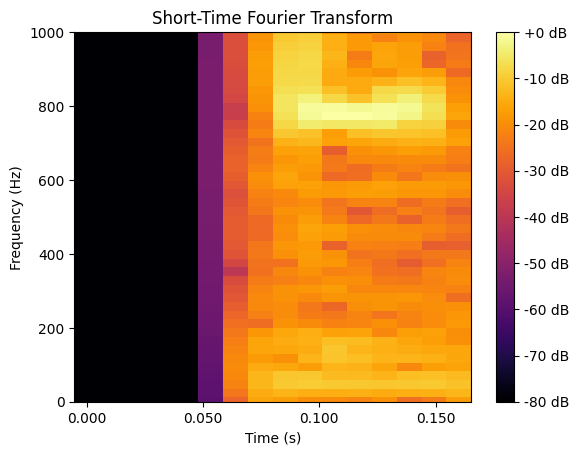 Short-Time Fourier Transform
Frequency (Hz)
1000
800
600
400
200
0
0.000
0.050
0.100
0.150
Time (s)
+0 dB
-10 dB
-20 dB
-30 dB
-40 dB
-50 dB
-60 dB
-70 dB
-80 dB